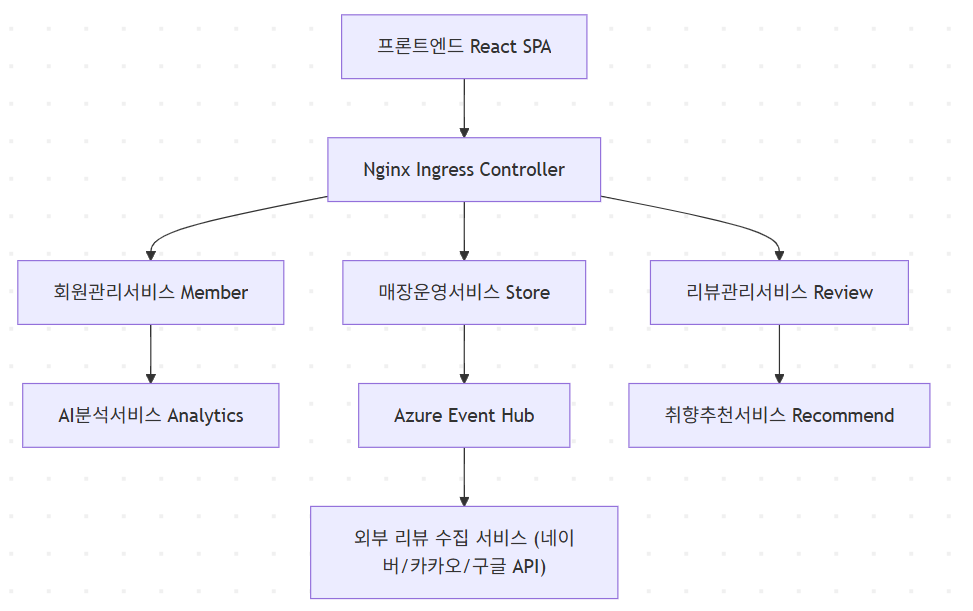 프론트엔드 React SPA
Nginx Ingress Controller
회원관리서비스 Member
매장운영서비스 Store
리뷰관리서비스 Review
AI분석서비스 Analytics
Azure Event Hub
취향추천서비스 Recommend
외부 리뷰 수집 서비스 (네이
버/카카오/구글 API)